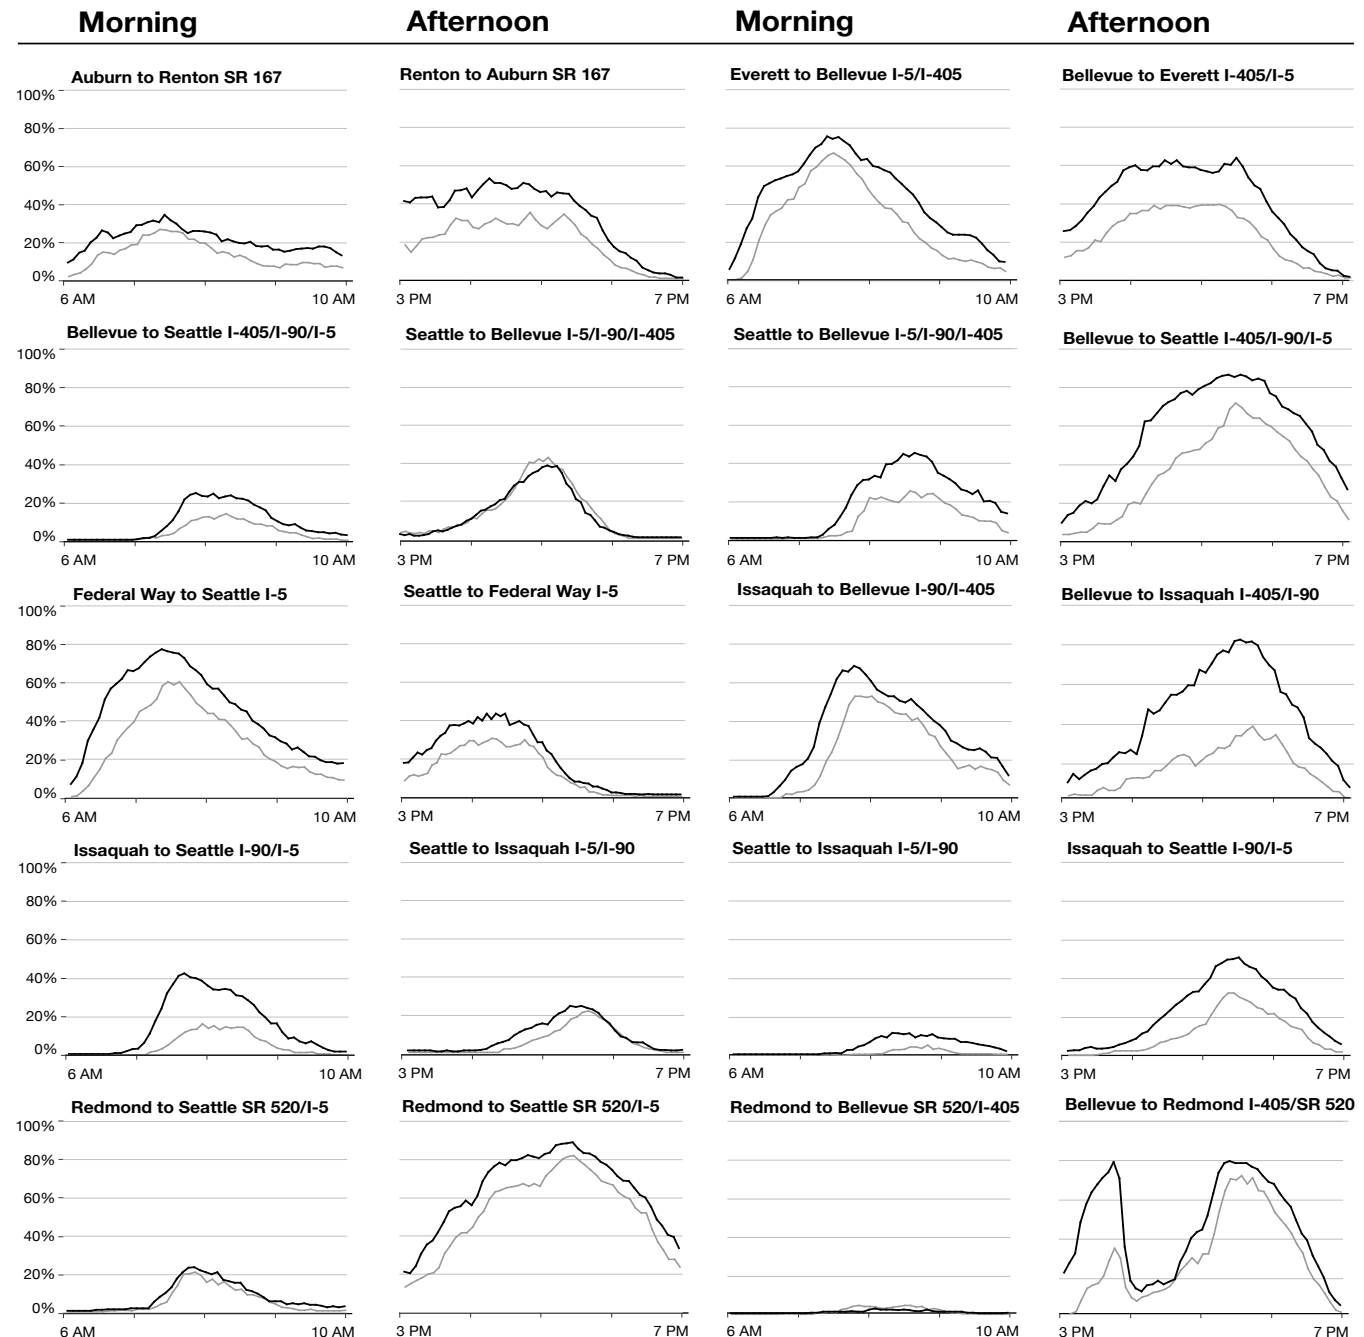 Morning Afternoon Morning Afternoon
Auburn to Renton SR 167 Renton to Auburn SR 167 Everett to Bellevue I-5/I-405 Bellevue to Everett I-405/I-5
100%
80%
60%
40%
20%
0%
6 AM 10 AM 3 PM 7 PM 6 AM 10 AM 3 PM 7 PM
Bellevue to Seattle I-405/I-90/I-5 Seattle to Bellevue I-5/I-90/I-405 Seattle to Bellevue I-5/I-90/I-405 Bellevue to Seattle I-405/I-90/I-5
100%
80%
60%
40%
20%
0%
6 AM 10 AM 3 PM 7 PM 6 AM 10 AM 3 PM 7 PM
Federal Way to Seattle I-5 Seattle to Federal Way I-5 Issaquah to Bellevue I-90/I-405 Bellevue to Issaquah I-405/I-90
100%
80%
60%
40%
20%
0%
6 AM 10 AM 3 PM 7 PM 6 AM 10 AM 3 PM 7 PM
Issaquah to Seattle I-90/I-5 Seattle to Issaquah I-5/I-90 Seattle to Issaquah I-5/I-90 Issaquah to Seattle I-90/I-5
100%
80%
60%
40%
20%
0%
6 AM 10 AM 3 PM 7 PM 6 AM 10 AM 3 PM 7 PM
Redmond to Seattle SR 520/I-5 Redmond to Seattle SR 520/I-5 Redmond to Bellevue SR 520/I-405 Bellevue to Redmond I-405/SR 520
100%
80%
60%
40%
20%
0%
6 AM 10 AM 3 PM 7 PM 6 AM 10 AM 3 PM 7 PM